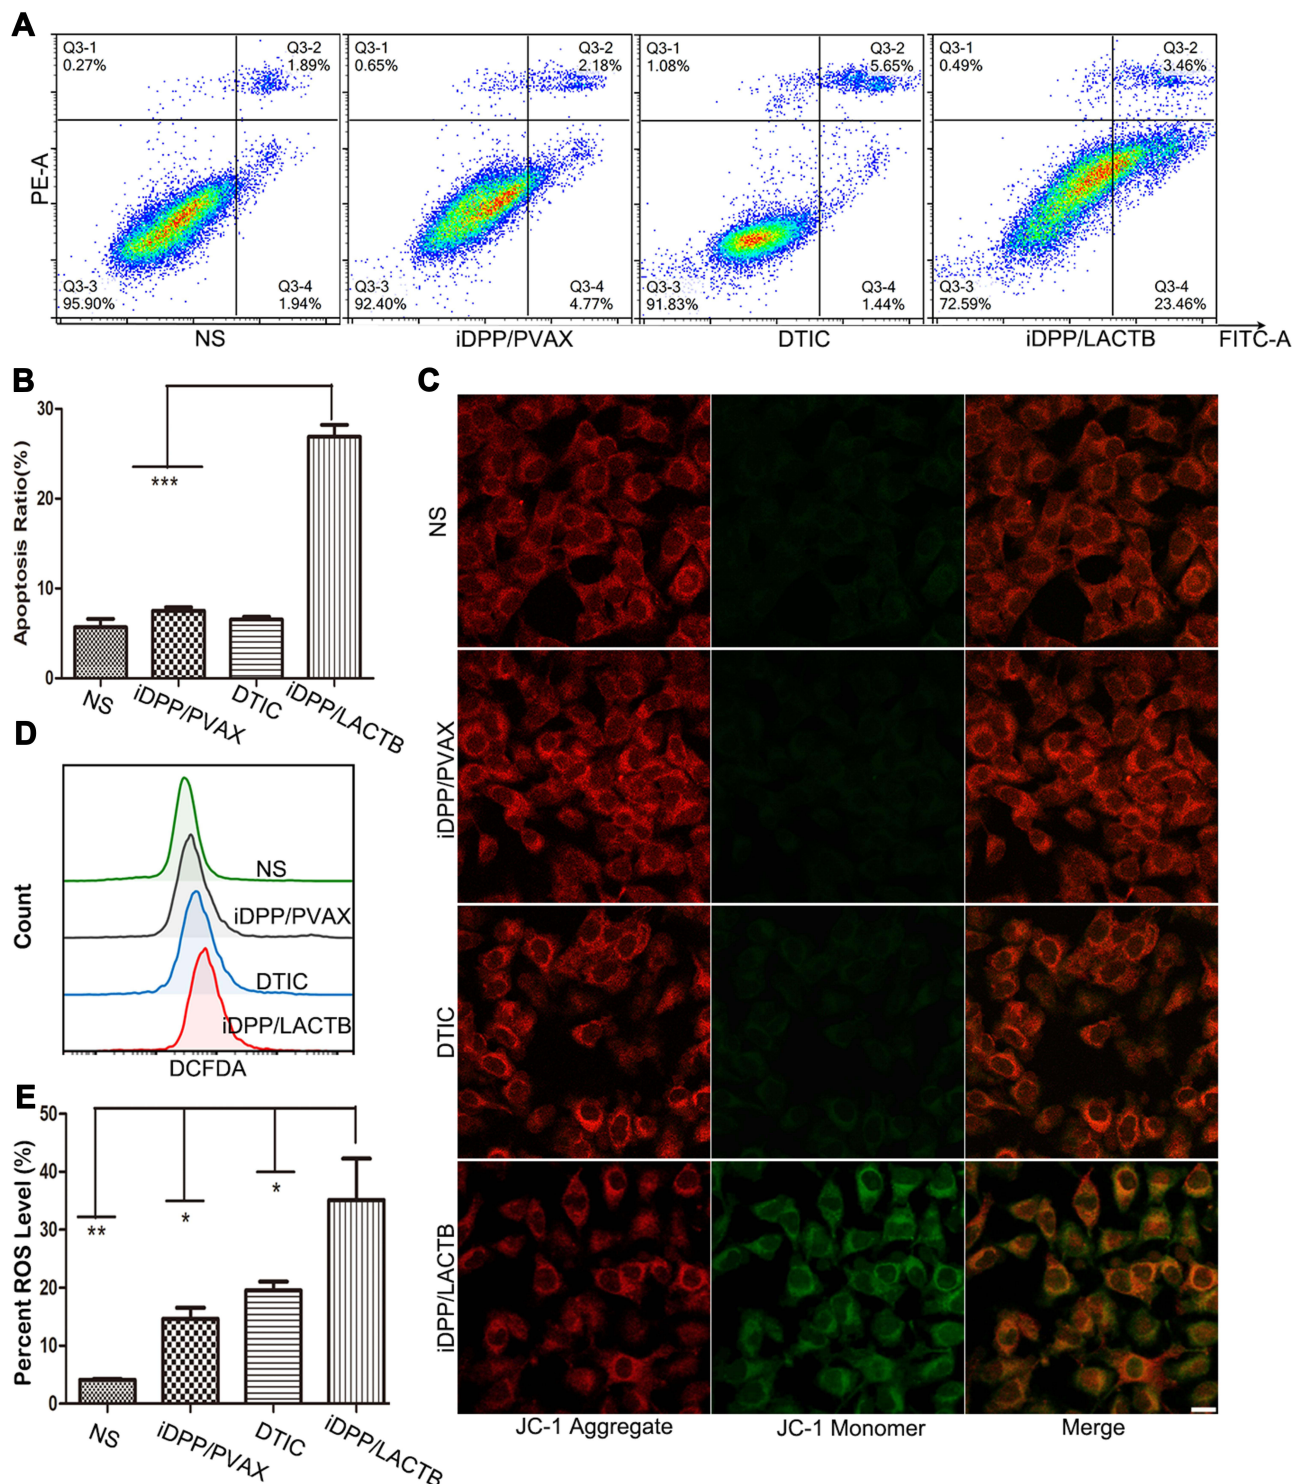 A
Q3-1
0.27%
Q3-2
1.89%
Q3-3
95.90%
Q3-4
1.94%
Q3-1
0.65%
Q3-2
2.18%
Q3-3
92.40%
Q3-4
4.77%
Q3-1
1.08%
Q3-2
5.65%
Q3-3
91.83%
Q3-4
1.44%
Q3-1
0.49%
Q3-2
3.46%
Q3-3
72.59%
Q3-4
23.46%
PE-A
NS
iDPP/PVAX
DTIC
iDPP/LACTB
FITC-A
B
Apoptosis Ratio(%)
30
20
10
0
***
NS
iDPP/PVAX
DTIC
iDPP/LACTB
C
NS
iDPP/PVAX
DTIC
iDPP/LACTB
JC-1 Aggregate
JC-1 Monomer
Merge
D
Count
NS
iDPP/PVAX
DTIC
iDPP/LACTB
DCFDA
E
Percent ROS Level (%)
50
40
30
20
10
0
**
*
*
NS
iDPP/PVAX
DTIC
iDPP/LACTB